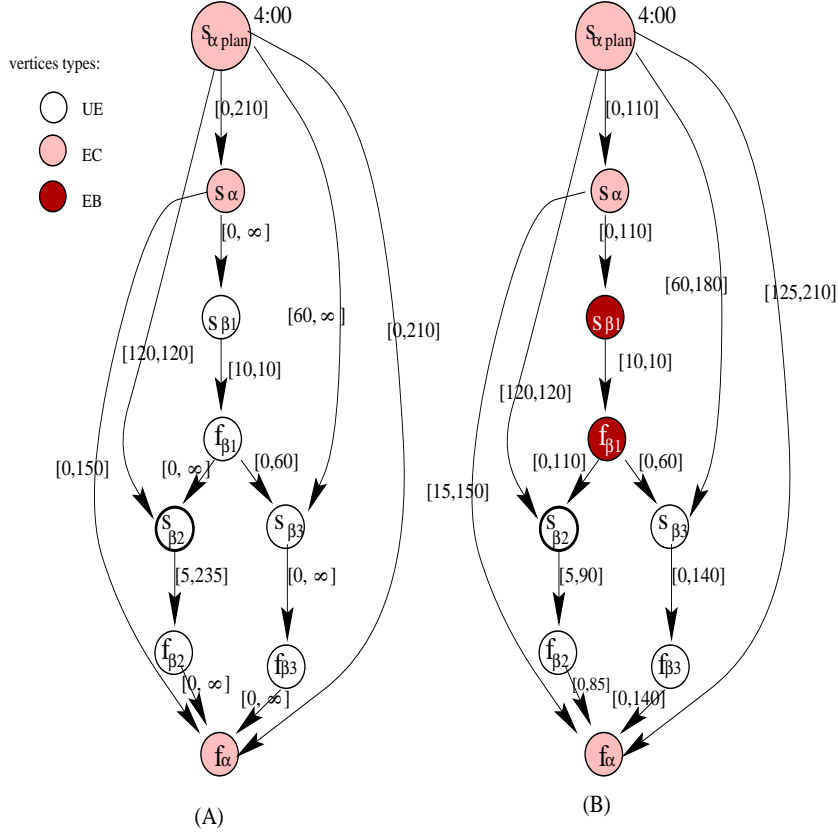 4:00
s α plan
vertices types:
UE
EC
EB
[0,210]
s α
[0, ∞]
[60, ∞]
[0,210]
s β1
[120,120]
[10,10]
f β1
[0,150]
[0, ∞]
[0,60]
s β2
s β3
[5,235]
[0, ∞]
f β2
f β3
[0, ∞]
[0, ∞]
f α
(A)
4:00
s α plan
[0,110]
s α
[0,110]
[60,180]
[125,210]
s β1
[10,10]
[120,120]
f β1
[0,110]
[0,60]
[15,150]
s β2
s β3
[5,90]
[0,140]
f β2
f β3
[0,85]
[0,140]
f α
(B)